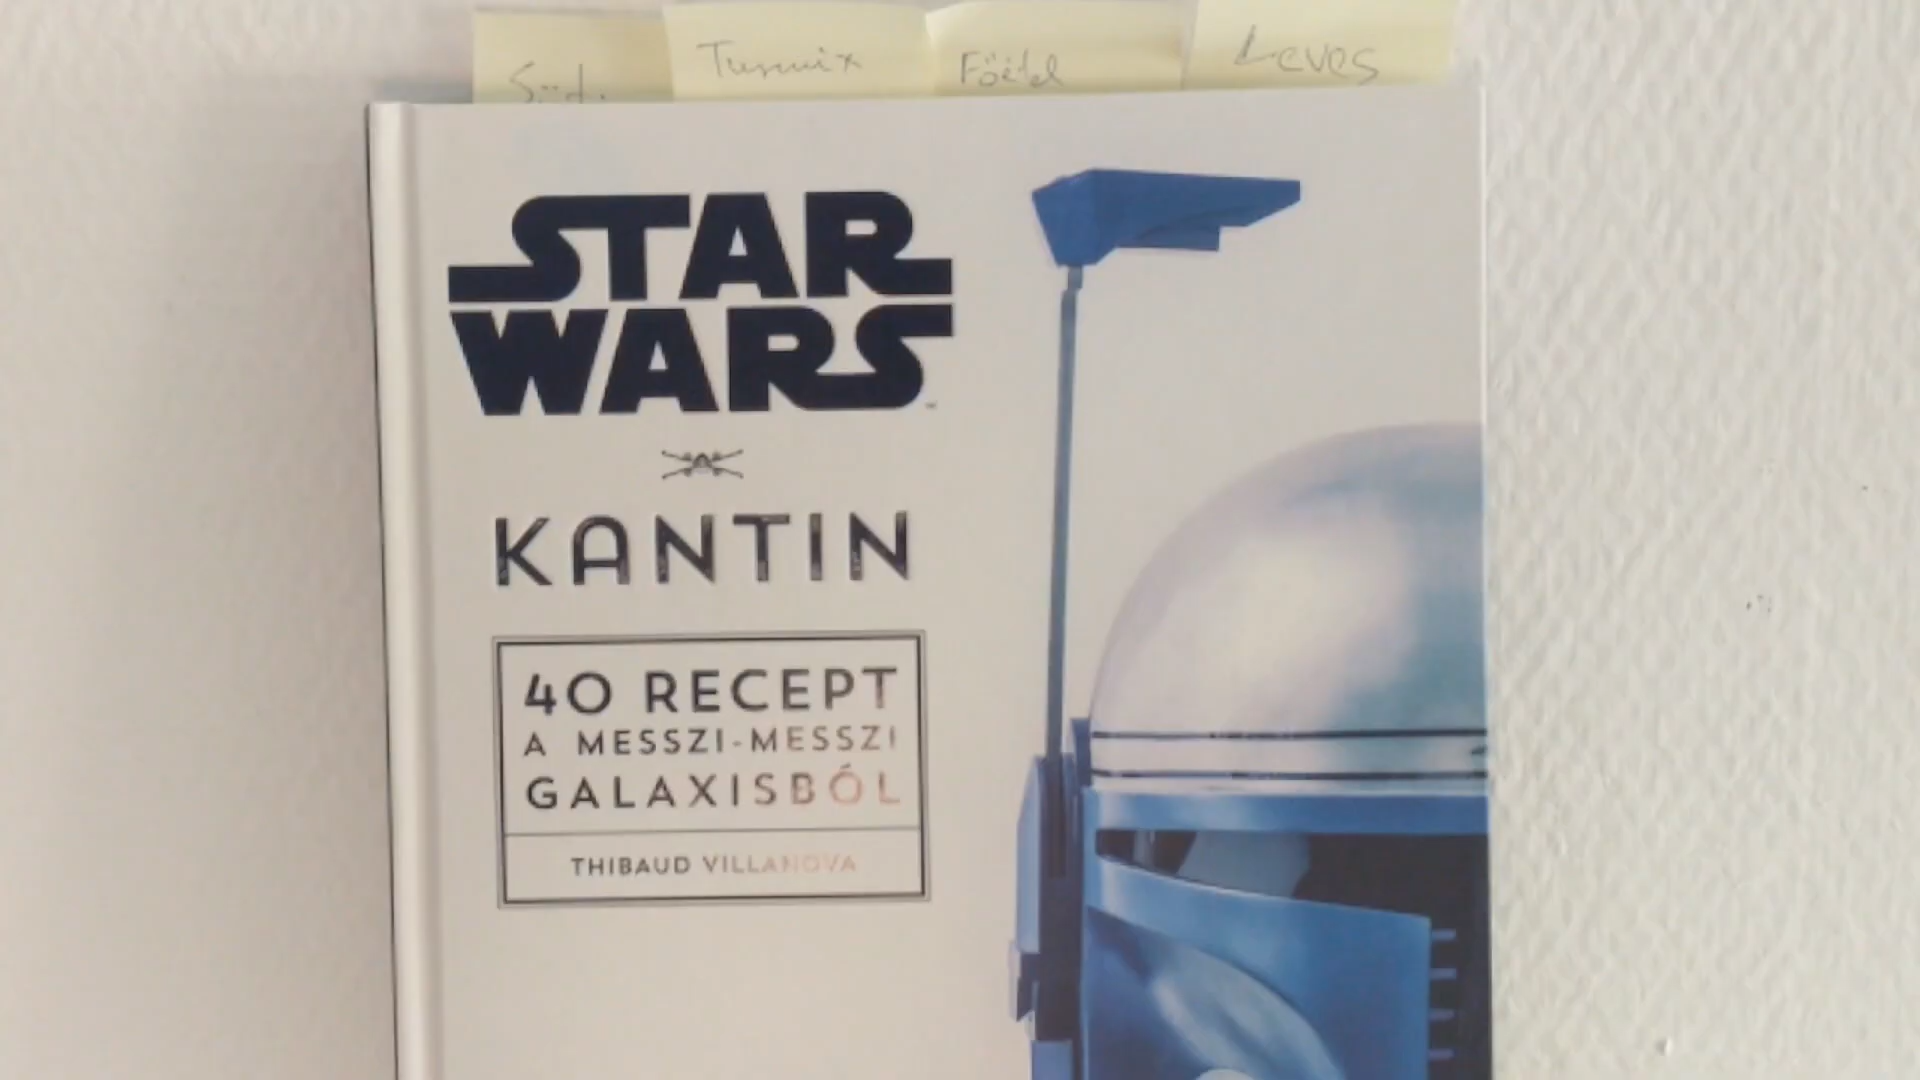 Turmix
Főétel
Leves
STAR
WARS
KANTIN
40 RECEPT
A MESSZI-MESSZI
GALAXISBÓL
THIBAUD VILLANOVA